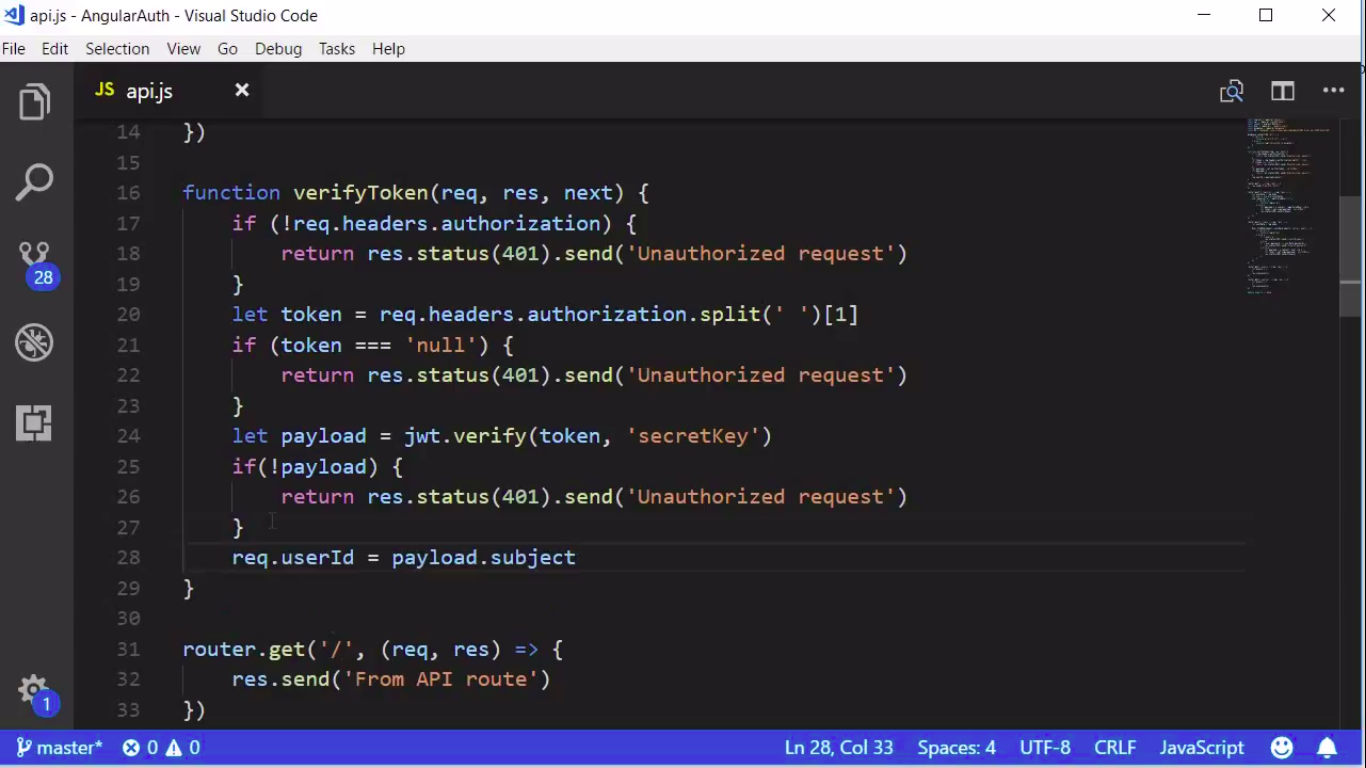 api.js - AngularAuth - Visual Studio Code
File Edit Selection View Go Debug Tasks Help
JS api.js
14 })
15
16 function verifyToken(req, res, next) {
17 if (!req.headers.authorization) {
18 return res.status(401).send('Unauthorized request')
19 }
20 let token = req.headers.authorization.split(' ')[1]
21 if (token === 'null') {
22 return res.status(401).send('Unauthorized request')
23 }
24 let payload = jwt.verify(token, 'secretKey')
25 if(!payload) {
26 return res.status(401).send('Unauthorized request')
27 }
28 req.userId = payload.subject
29 }
30
31 router.get('/', (req, res) => {
32 res.send('From API route')
33 })
28
1
master* 0 0 Ln 28, Col 33 Spaces: 4 UTF-8 CRLF JavaScript